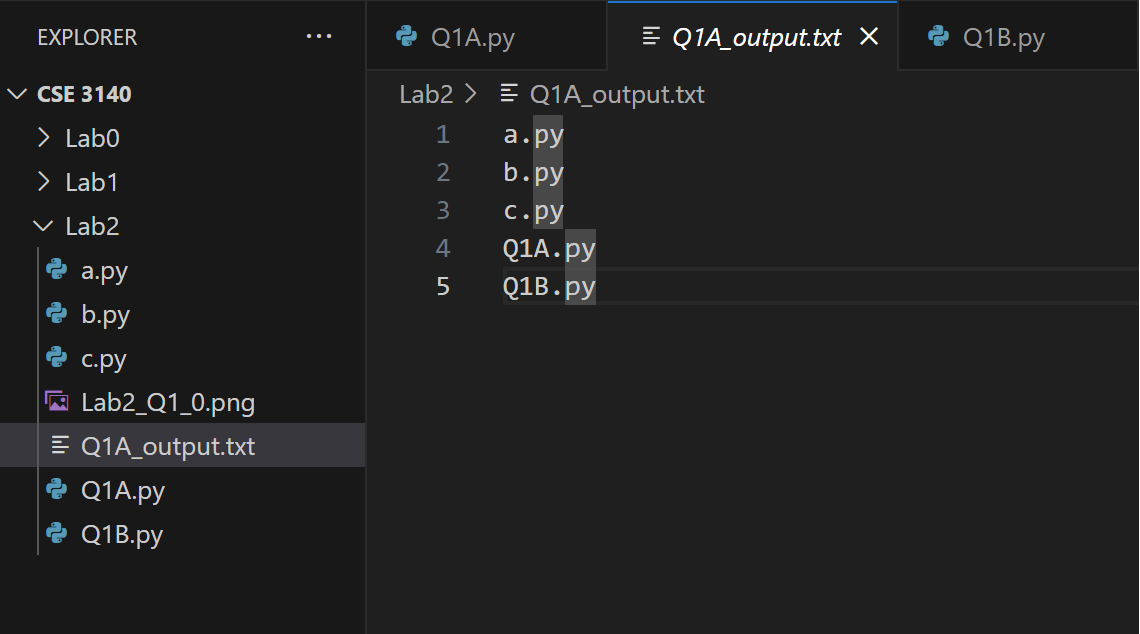 EXPLORER ...
CSE 3140
Lab0
Lab1
Lab2
a.py
b.py
c.py
Lab2_Q1_0.png
Q1A_output.txt
Q1A.py
Q1B.py
Q1A.py Q1A_output.txt Q1B.py
Lab2 > Q1A_output.txt
1 a.py
2 b.py
3 c.py
4 Q1A.py
5 Q1B.py